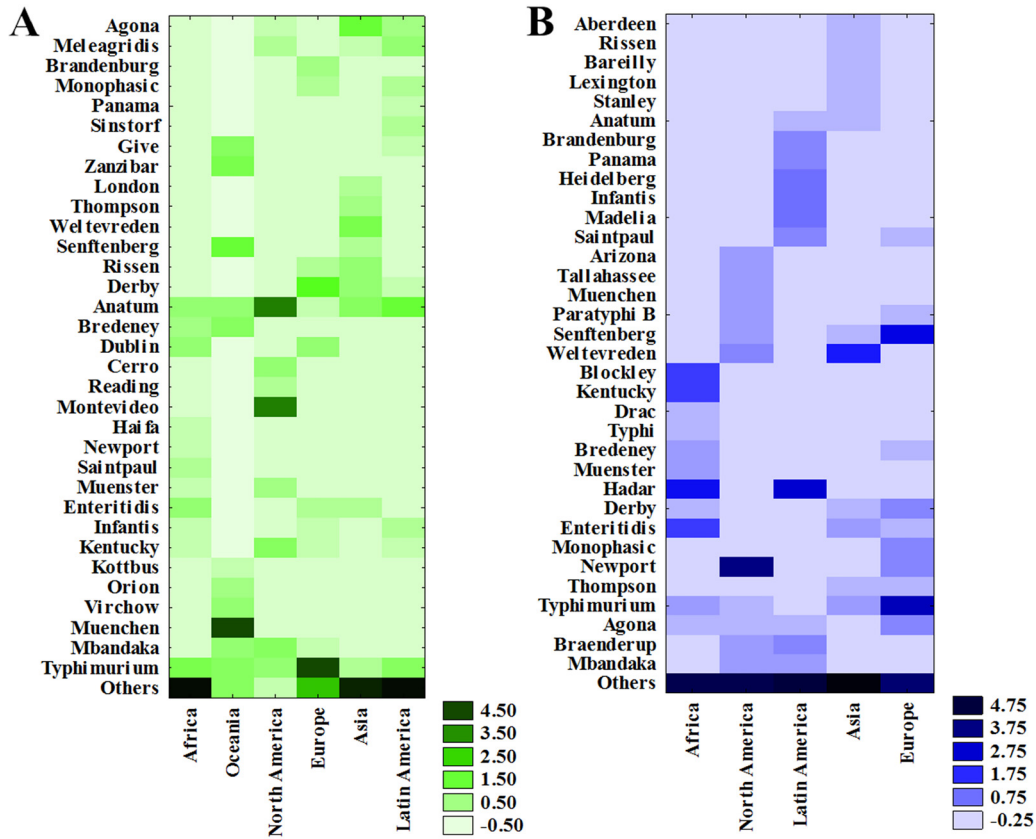 A
Agona
Meleagridis
Brandenburg
Monophasic
Panama
Sinstorf
Give
Zanzibar
London
Thompson
Weltevreden
Senftenberg
Rissen
Derby
Anatum
Bredeney
Dublin
Cerro
Reading
Montevideo
Haifa
Newport
Saintpaul
Muenster
Enteritidis
Infantis
Kentucky
Kottbus
Orion
Virchow
Muenchen
Mbandaka
Typhimurium
Others
Africa
Oceania
North America
Europe
Asia
Latin America
4.50
3.50
2.50
1.50
0.50
-0.50
B
Aberdeen
Rissen
Bareilly
Lexington
Stanley
Anatum
Brandenburg
Panama
Heidelberg
Infantis
Madelia
Saintpaul
Arizona
Tallahassee
Muenchen
Paratyphi B
Senftenberg
Weltevreden
Blockley
Kentucky
Drac
Typhi
Bredeney
Muenster
Hadar
Derby
Enteritidis
Monophasic
Newport
Thompson
Typhimurium
Agona
Braenderup
Mbandaka
Others
Africa
North America
Latin America
Asia
Europe
4.75
3.75
2.75
1.75
0.75
-0.25